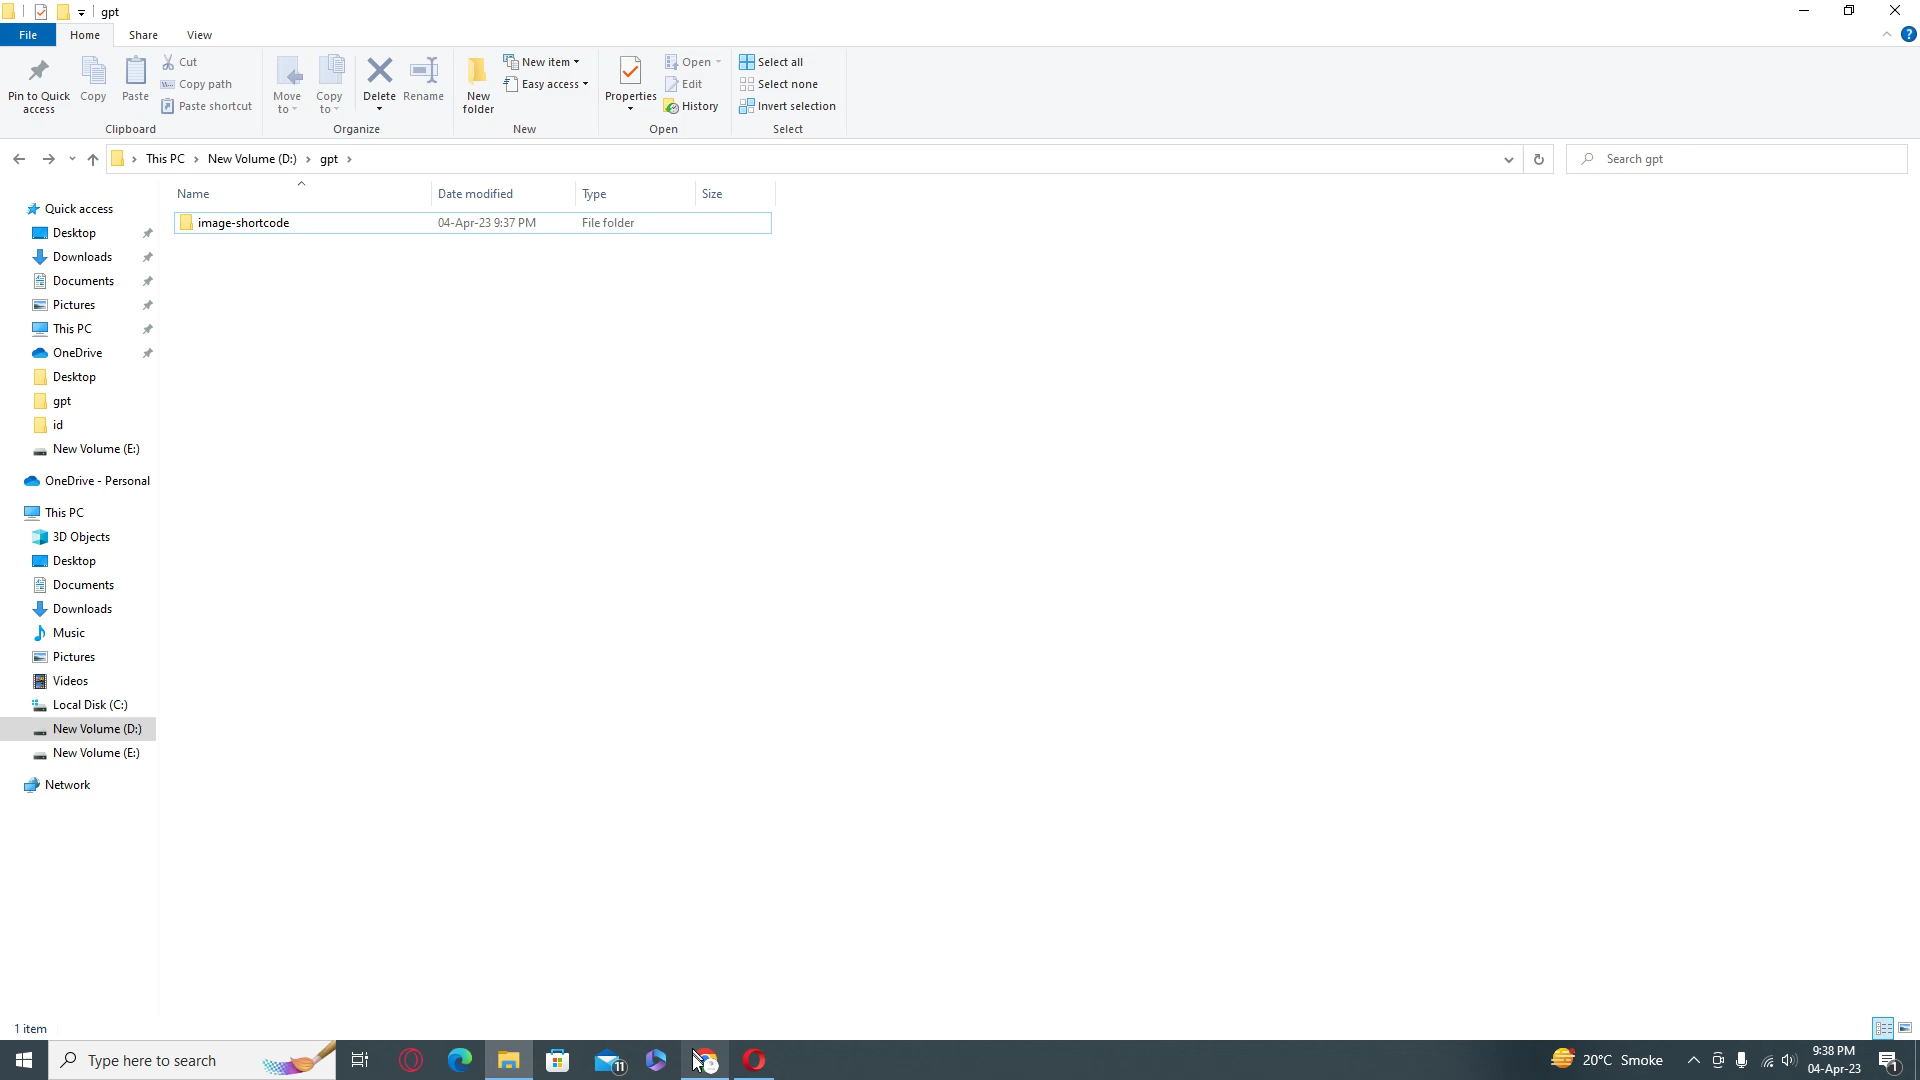 gpt
File Home Share View
Pin to Quick access
Copy
Paste
Cut
Copy path
Paste shortcut
Clipboard
Move to
Copy to
Delete
Rename
Organize
New folder
New item
Easy access
New
Properties
Open
Edit
History
Open
Select all
Select none
Invert selection
Select
This PC New Volume (D:) gpt
Search gpt
Name Date modified Type Size
image-shortcode 04-Apr-23 9:37 PM File folder
Quick access
Desktop
Downloads
Documents
Pictures
This PC
OneDrive
Desktop
gpt
id
New Volume (E:)
OneDrive - Personal
This PC
3D Objects
Desktop
Documents
Downloads
Music
Pictures
Videos
Local Disk (C:)
New Volume (D:)
New Volume (E:)
Network
1 item
Type here to search
11
20°C Smoke
9:38 PM
04-Apr-23
1